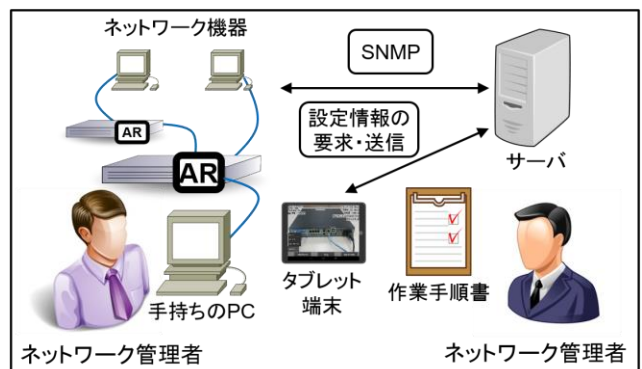 ネットワーク機器
SNMP
設定情報の
要求・送信
AR
AR
サーバ
手持ちのPC
タブレット
端末
作業手順書
ネットワーク管理者
ネットワーク管理者